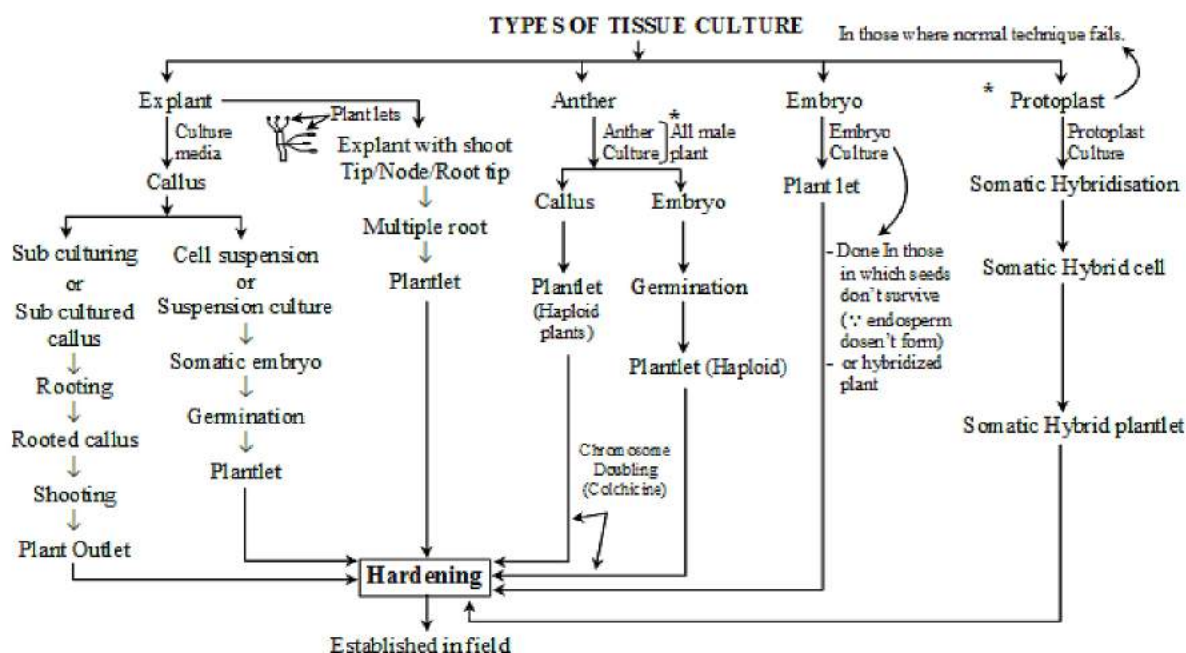 TYPES OF TISSUE CULTURE
In those where normal technique fails.
Explant
Culture
media
Callus
Sub culturing
or
Sub cultured
callus
Rooting
Rooted callus
Shooting
Plant Outlet
Cell suspension
or
Suspension culture
Somatic embryo
Germination
Plantlet
Plant lets
Explant with shoot
Tip/Node/Root tip
Multiple root
Plantlet
Anther
Anther
Culture
*
All male
plant
Callus
Plantlet
(Haploid
plants)
Embryo
Germination
Plantlet (Haploid)
Chromosome
Doubling
(Colchicine)
Embryo
Embryo
Culture
Plant let
- Done In those
in which seeds
don't survive
(∵ endosperm
dosen't form)
- or hybridized
plant
* Protoplast
Protoplast
Culture
Somatic Hybridisation
Somatic Hybrid cell
Somatic Hybrid plantlet
Hardening
Established in field